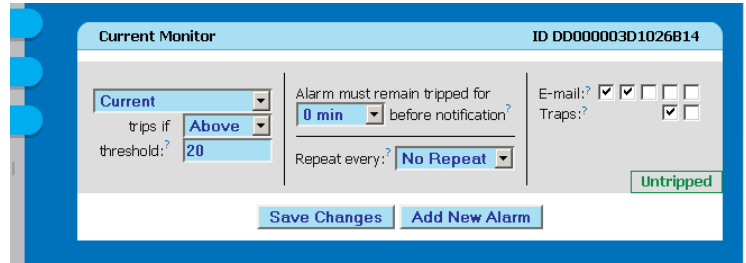 Current Monitor
ID DD000003D1026B14
Current
trips if Above
threshold:? 20
Alarm must remain tripped for
0 min before notification?
Repeat every:? No Repeat
E-mail:?
Traps:?
Untripped
Save Changes
Add New Alarm